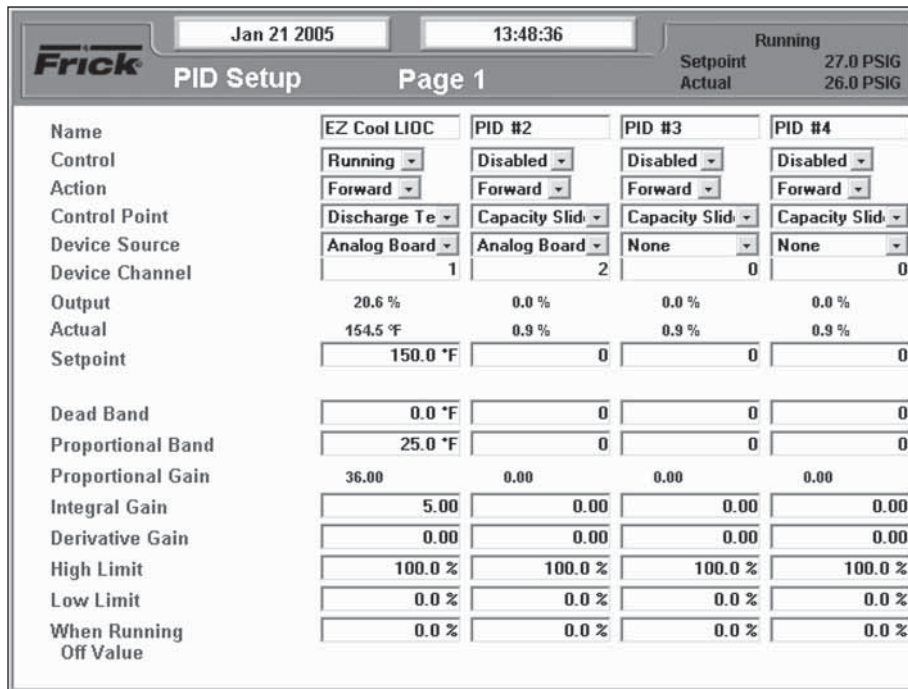 Jan 21 2005 13:48:36 Running
Frick Setpoint 27.0 PSIG
PID Setup Page 1 Actual 26.0 PSIG
Name EZ Cool LIOC PID #2 PID #3 PID #4
Control Running Disabled Disabled Disabled
Action Forward Forward Forward Forward
Control Point Discharge Te Capacity Slid Capacity Slid Capacity Slid
Device Source Analog Board Analog Board None None
Device Channel 1 2 0 0
Output 20.6 % 0.0 % 0.0 % 0.0 %
Actual 154.5 °F 0.9 % 0.9 % 0.9 %
Setpoint 150.0 °F 0 0 0
Dead Band 0.0 °F 0 0 0
Proportional Band 25.0 °F 0 0 0
Proportional Gain 36.00 0.00 0.00 0.00
Integral Gain 5.00 0.00 0.00 0.00
Derivative Gain 0.00 0.00 0.00 0.00
High Limit 100.0 % 100.0 % 100.0 % 100.0 %
Low Limit 0.0 % 0.0 % 0.0 % 0.0 %
When Running 0.0 % 0.0 % 0.0 % 0.0 %
Off Value